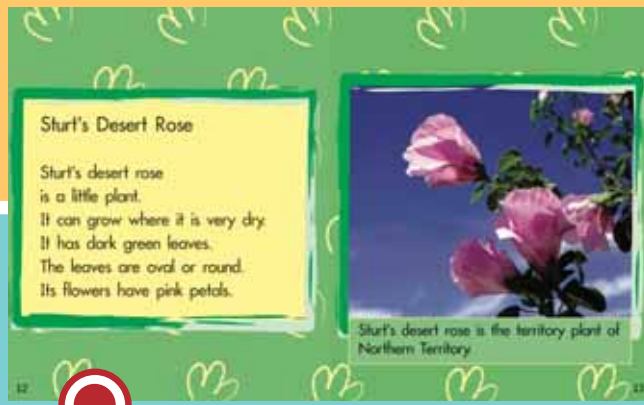 Sturt's Desert Rose
Sturt's desert rose
is a little plant.
It can grow where it is very dry.
It has dark green leaves.
The leaves are oval or round.
Its flowers have pink petals.
Sturt's desert rose is the territory plant of
Northern Territory
12
13